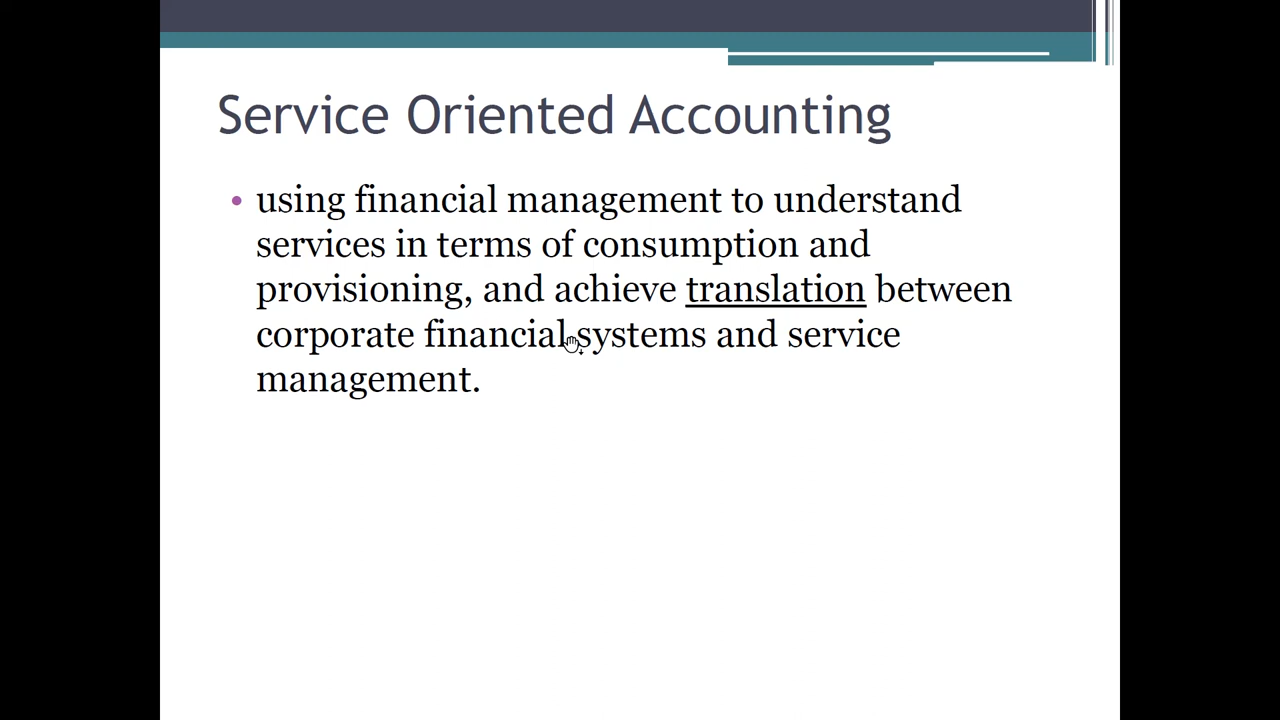 Service Oriented Accounting
• using financial management to understand
services in terms of consumption and
provisioning, and achieve translation between
corporate financial systems and service
management.